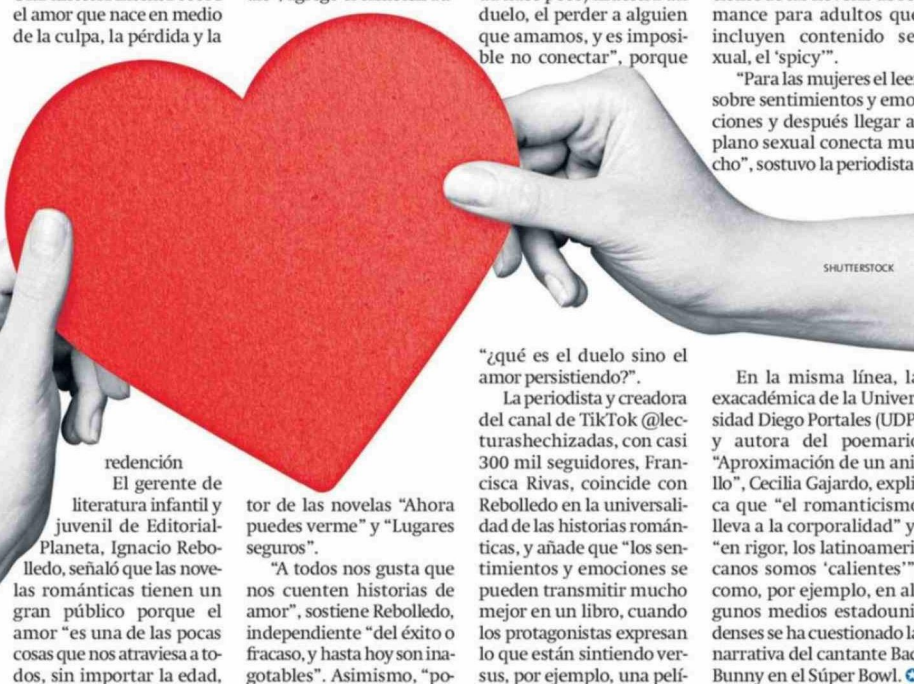 el amor que nace en medio
de la culpa, la pérdida y la
redención
El gerente de
literatura infantil y
juvenil de Editorial
Planeta, Ignacio Rebo-
lledo, señaló que las nove-
las románticas tienen un
gran público porque el
amor “es una de las pocas
cosas que nos atraviesa a to-
dos, sin importar la edad,
tor de las novelas “Ahora
puedes verme” y “Lugares
seguros”.
“A todos nos gusta que
nos cuenten historias de
amor”, sostiene Rebolledo,
independiente “del éxito o
fracaso, y hasta hoy son ina-
gotables”. Asimismo, “po-
duelo, el perder a alguien
que amamos, y es imposi-
ble no conectar”, porque
“¿qué es el duelo sino el
amor persistiendo?”.
La periodista y creadora
del canal de TikTok @lec-
turashechizadas, con casi
300 mil seguidores, Fran-
cisca Rivas, coincide con
Rebolledo en la universali-
dad de las historias román-
ticas, y añade que “los sen-
timientos y emociones se
pueden transmitir mucho
mejor en un libro, cuando
los protagonistas expresan
lo que están sintiendo ver-
sus, por ejemplo, una pelí-
mance para adultos que
incluyen contenido se
xual, el ‘spicy’”.
“Para las mujeres el lee
sobre sentimientos y emo
ciones y después llegar a
plano sexual conecta mu
cho”, sostuvo la periodista
SHUTTERSTOCK
En la misma línea, la
exacadémica de la Univer
sidad Diego Portales (UDP
y autora del poemario
“Aproximación de un ani
llo”, Cecilia Gajardo, expli
ca que “el romanticismo
lleva a la corporalidad” y
“en rigor, los latinoameri
canos somos ‘calientes’”
como, por ejemplo, en al
gunos medios estadouni
denses se ha cuestionado la
narrativa del cantante Bad
Bunny en el Súper Bowl.